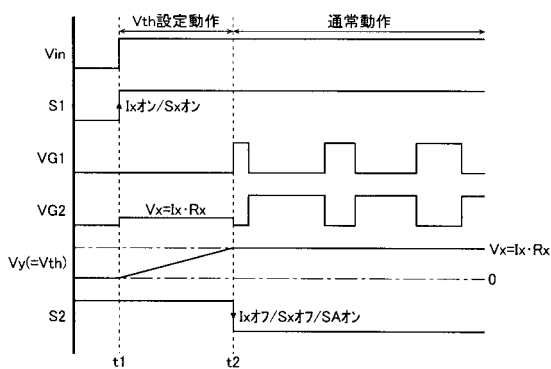 Vth設定動作
通常動作
Vin
S1
Ixオン/Sxオン
VG1
VG2
Vx=Ix·Rx
Vy(=Vth)
Vx=Ix·Rx
0
S2
Ixオフ/Sxオフ/SAオン
t1
t2